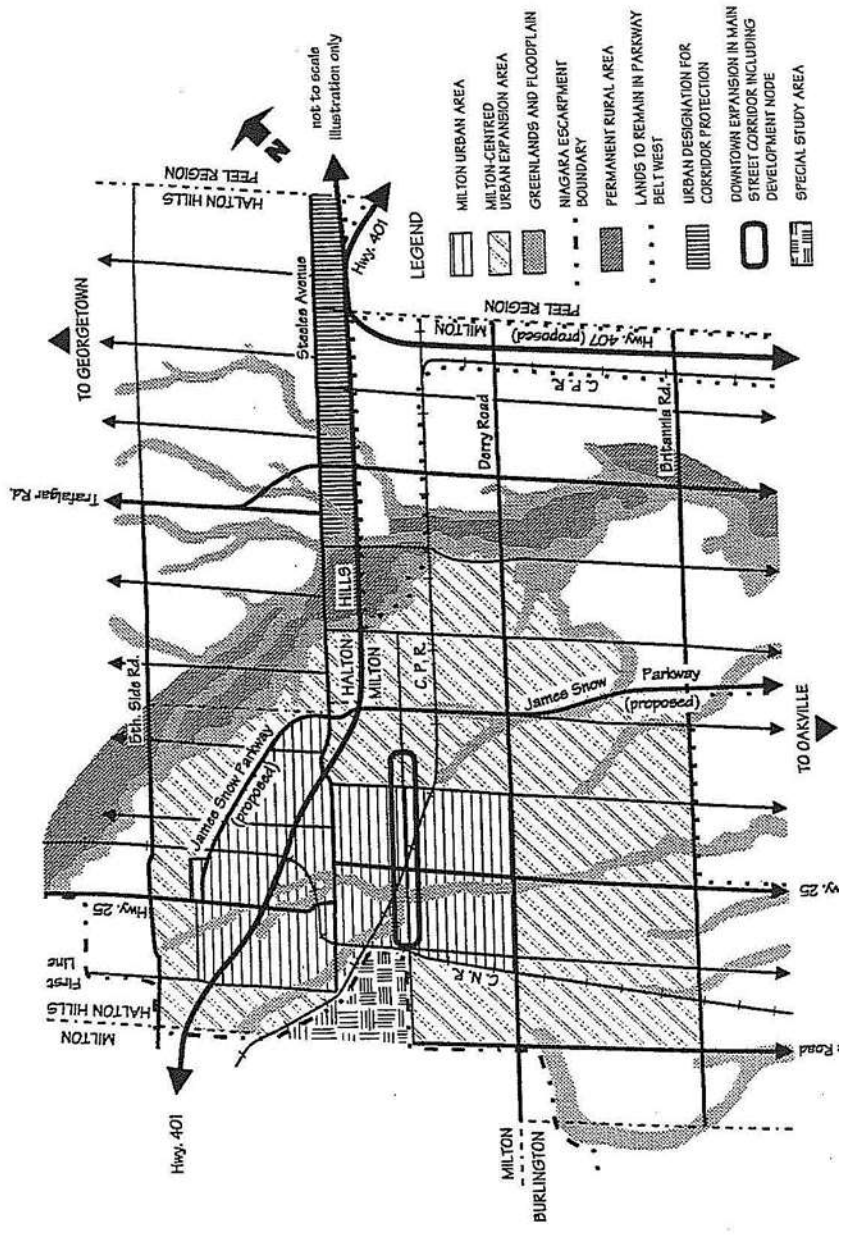 TO GEORGETOWN
HALTON HILLS
PEEL REGION
N
not to scale
illustration only
Steeles Avenue
Hwy. 401
Trafalgar Rd.
5th. Side Rd.
HALTON
HILLS
MILTON
C. P. R.
James Snow Parkway
(proposed)
Hwy. 25
First
Line
HALTON HILLS
MILTON
Hwy. 401
MILTON
PEEL REGION
Hwy. 407 (proposed)
C. P. R.
Derry Road
Britannia Rd.
James Snow
Parkway
(proposed)
C. N. R.
MILTON
BURLINGTON
TO OAKVILLE
wy. 25
Road
LEGEND
MILTON URBAN AREA
MILTON-CENTRED
URBAN EXPANSION AREA
GREENLANDS AND FLOODPLAIN
NIAGARA ESCARPMENT
BOUNDARY
PERMANENT RURAL AREA
LANDS TO REMAIN IN PARKWAY
BELT WEST
URBAN DESIGNATION FOR
CORRIDOR PROTECTION
DOWNTOWN EXPANSION IN MAIN
STREET CORRIDOR INCLUDING
DEVELOPMENT NODE
SPECIAL STUDY AREA